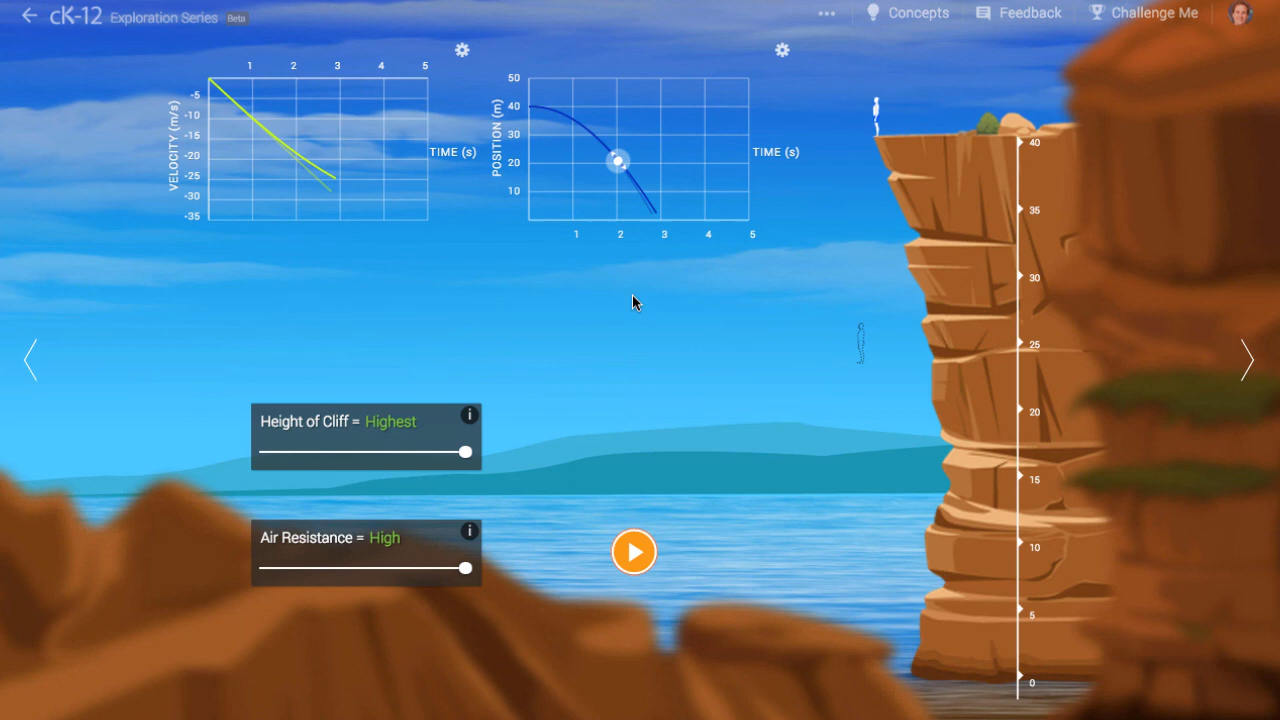 cK-12 Exploration Series Beta
... Concepts Feedback Challenge Me
1 2 3 4 5
-5
-10
-15
-20
-25
-30
-35
VELOCITY (m/s)
TIME (s)
50
40
30
20
10
POSITION (m)
TIME (s)
1 2 3 4 5
Height of Cliff = Highest i
Air Resistance = High i
40
35
30
25
20
15
10
5
0